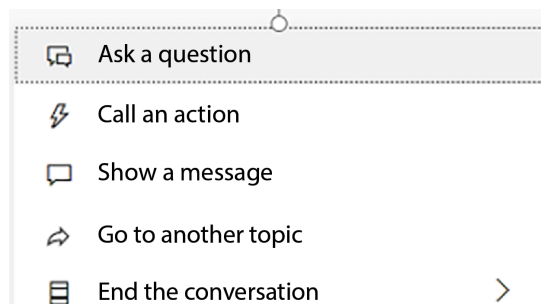 Ask a question
Call an action
Show a message
Go to another topic
End the conversation